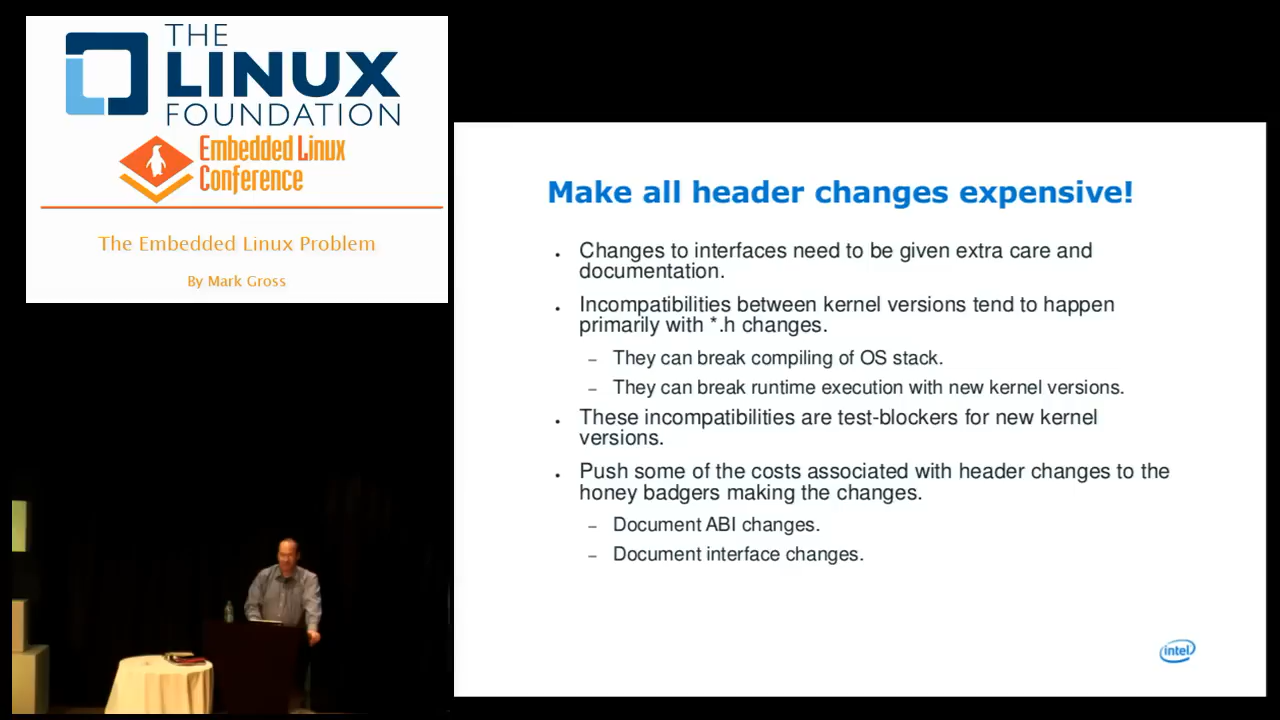 THE
LINUX
FOUNDATION
Embedded Linux
Conference
The Embedded Linux Problem
By Mark Gross
Make all header changes expensive!
Changes to interfaces need to be given extra care and
documentation.
Incompatibilities between kernel versions tend to happen
primarily with *.h changes.
– They can break compiling of OS stack.
– They can break runtime execution with new kernel versions.
These incompatibilities are test-blockers for new kernel
versions.
Push some of the costs associated with header changes to the
honey badgers making the changes.
– Document ABI changes.
– Document interface changes.
intel